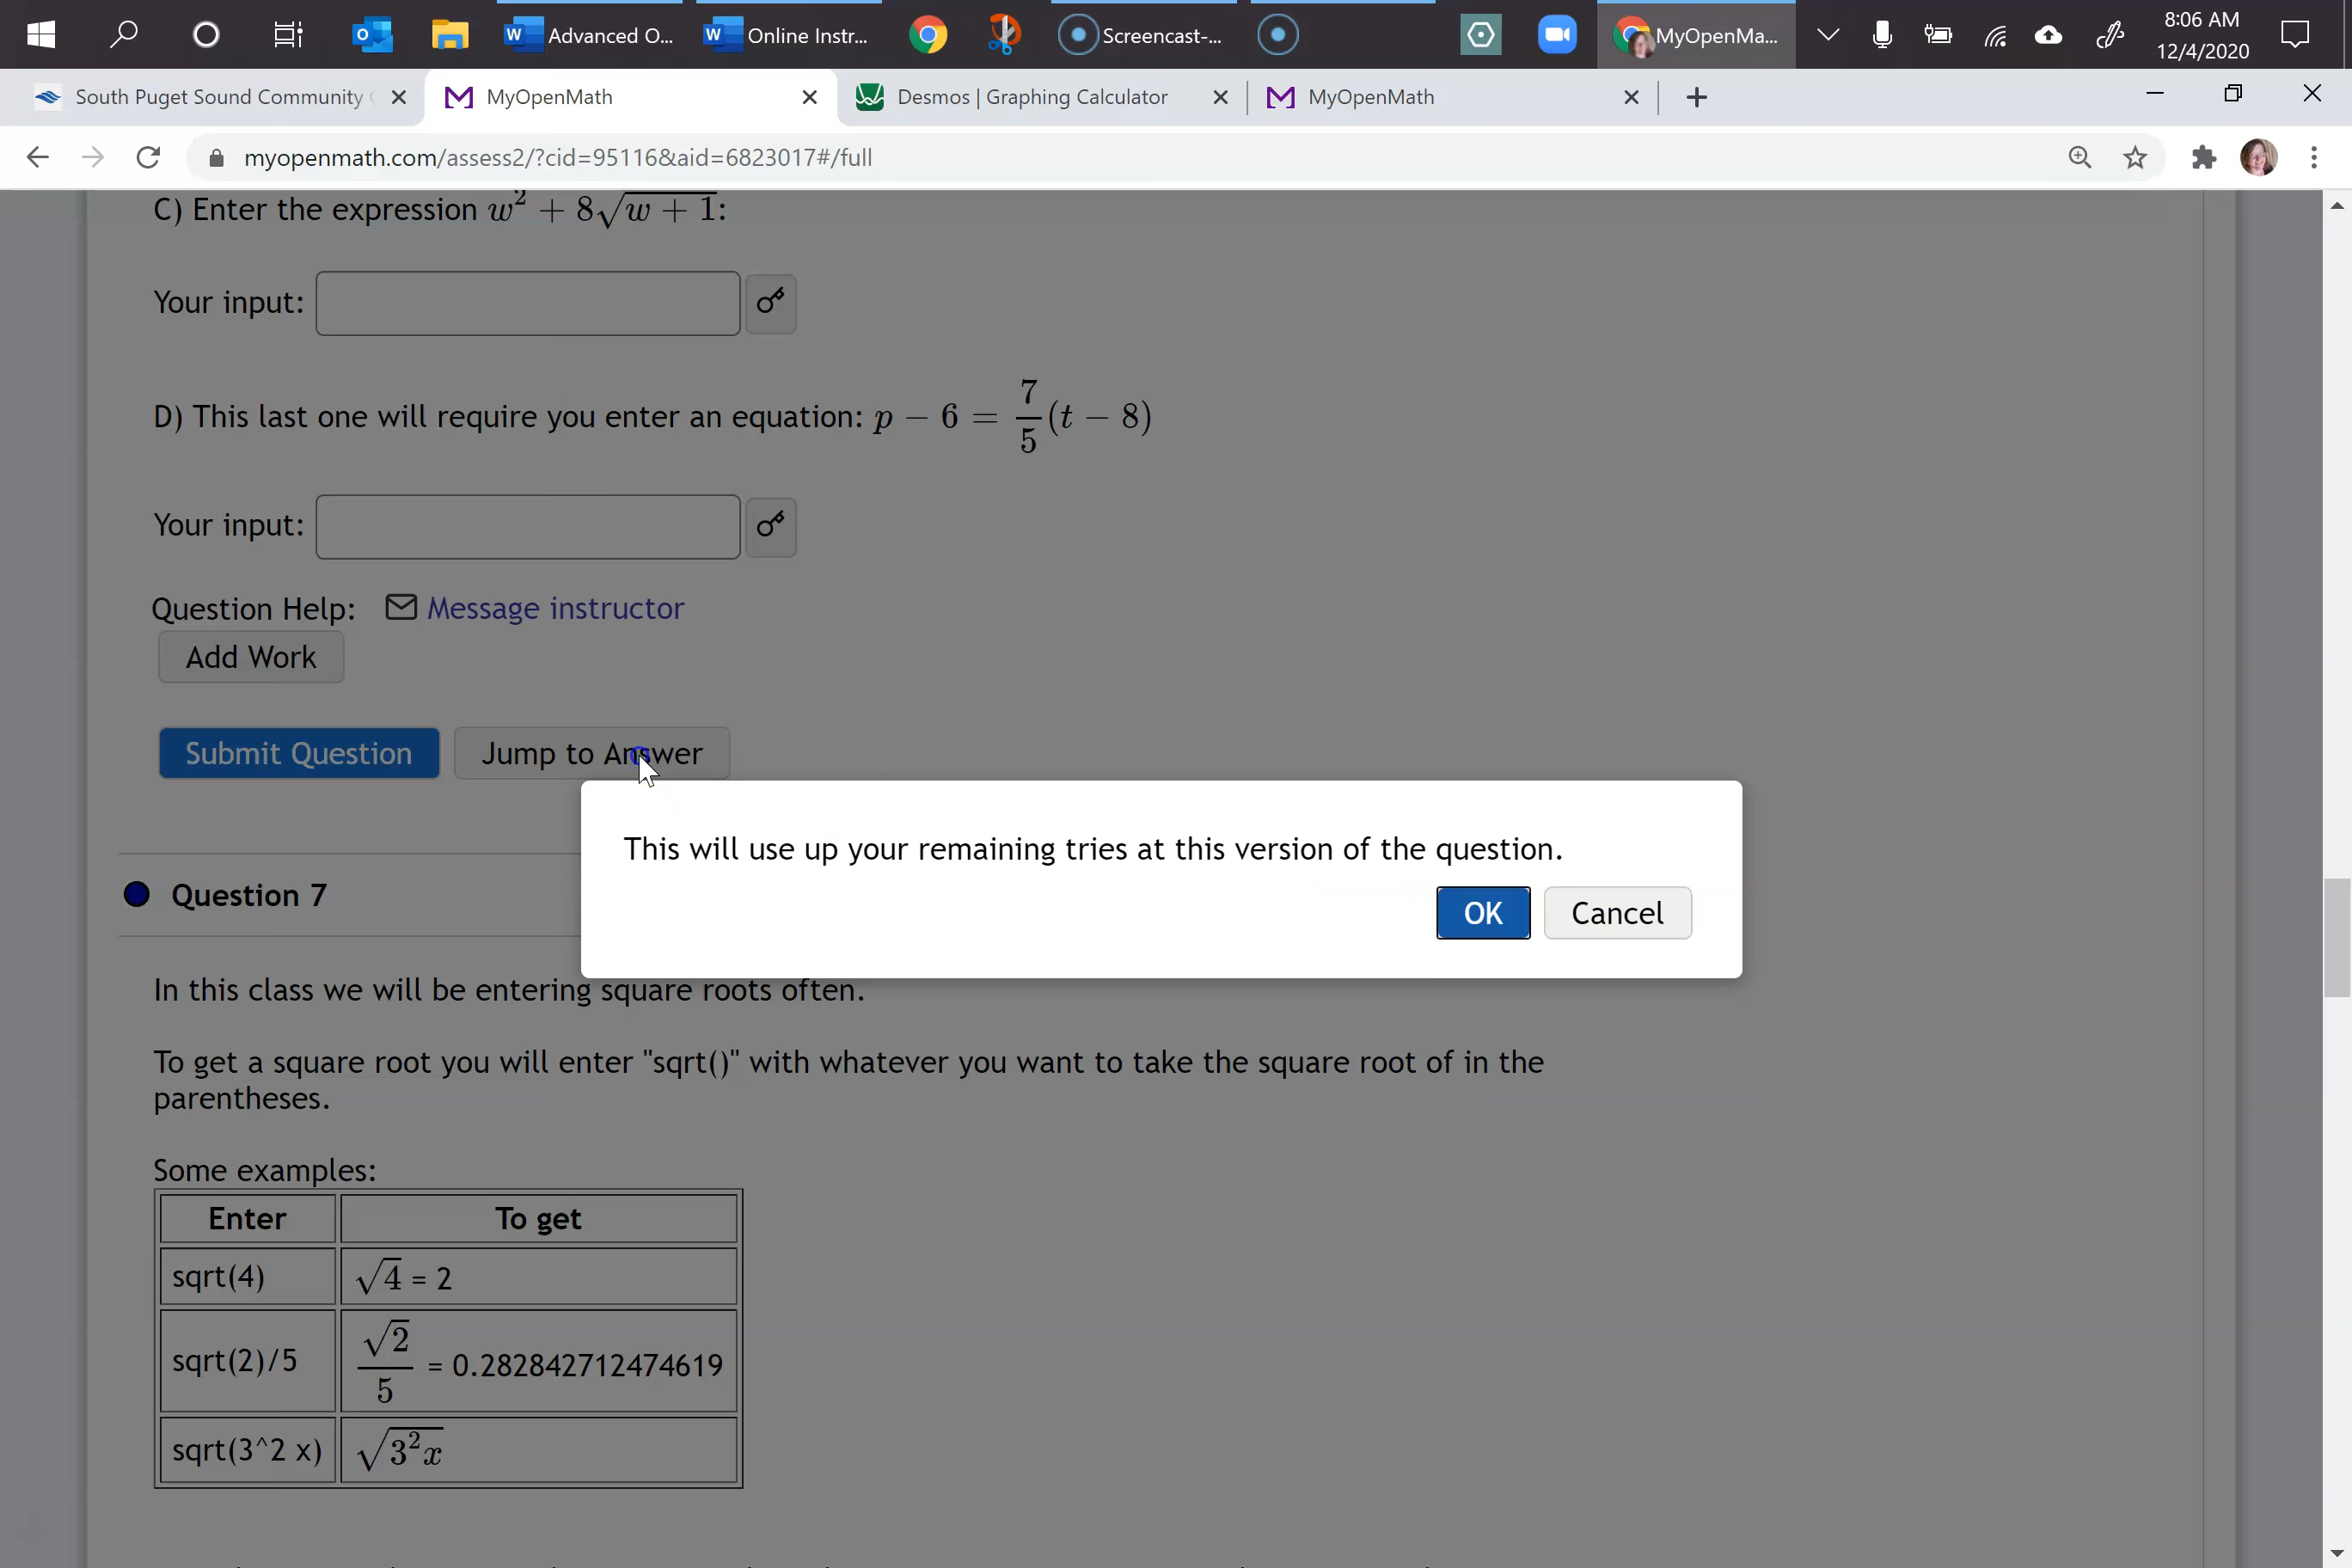 Advanced O...
Online Instr...
Screencast-...
MyOpenMa...
8:06 AM
12/4/2020
South Puget Sound Community
MyOpenMath
Desmos | Graphing Calculator
MyOpenMath
myopenmath.com/assess2/?cid=95116&aid=6823017#/full
C) Enter the expression w² + 8√(w + 1):
Your input:
D) This last one will require you enter an equation: p − 6 = 7/5(t − 8)
Your input:
Question Help: Message instructor
Add Work
Submit Question Jump to Answer
This will use up your remaining tries at this version of the question.
OK Cancel
Question 7
In this class we will be entering square roots often.
To get a square root you will enter "sqrt()" with whatever you want to take the square root of in the
parentheses.
Some examples:
Enter To get
sqrt(4) √4 = 2
sqrt(2)/5 √2/5 = 0.282842712474619
sqrt(3^2 x) √(3²x)